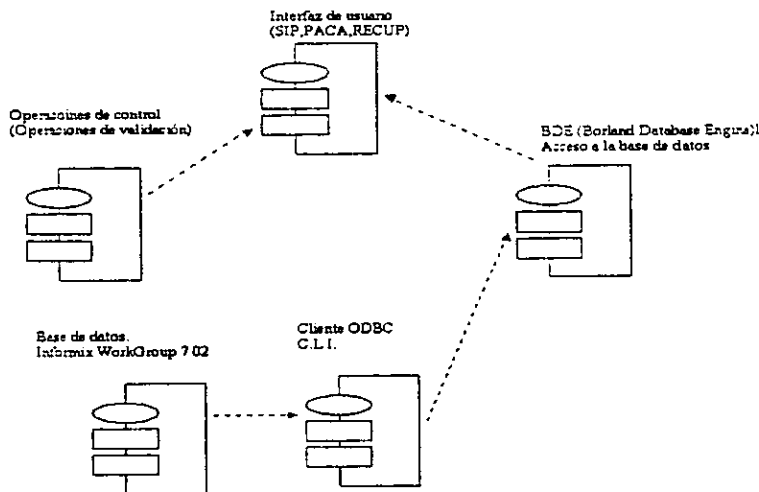 Interfaz de usuario
(SIP,PACA,RECUP)
Operaciones de control
(Operaciones de validación)
BDE (Borland Database Engine)l
Acceso a la base de datos
Base de datos.
Informix WorkGroup 7.02
Cliente ODBC
C.L.I.